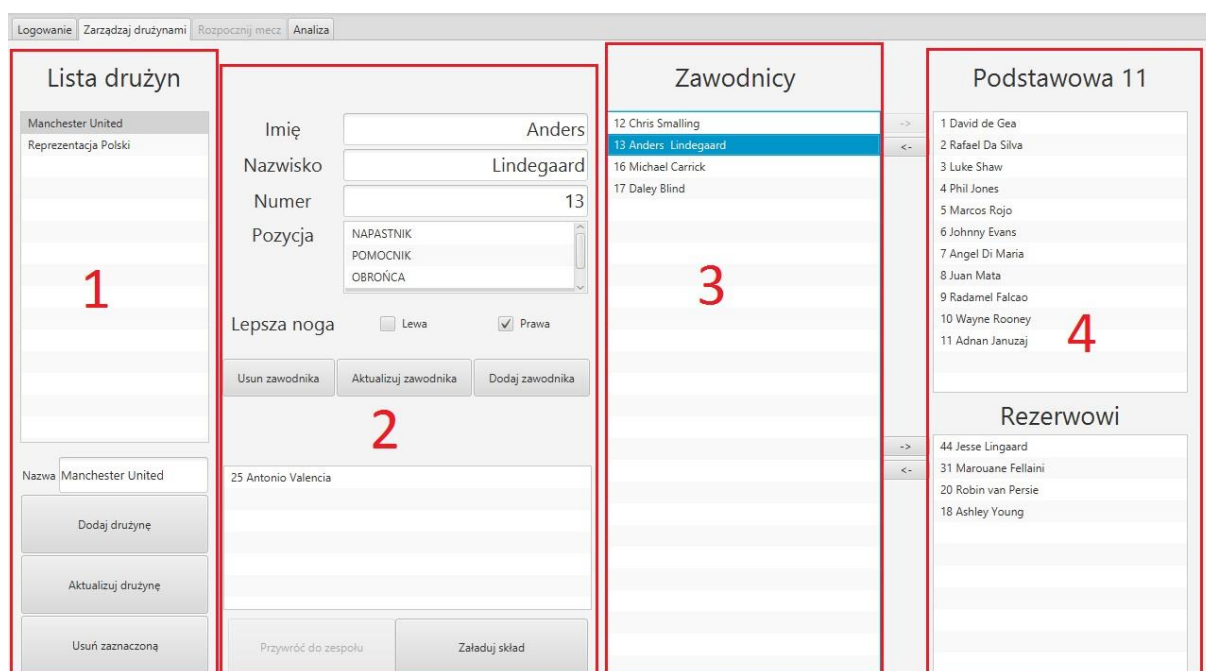 Logowanie Zarządzaj drużynami Rozpocznij mecz Analiza
Lista drużyn
Manchester United
Reprezentacja Polski
1
Nazwa Manchester United
Dodaj drużynę
Aktualizuj drużynę
Usuń zaznaczoną
Imię Anders
Nazwisko Lindegaard
Numer 13
Pozycja NAPASTNIK
POMOCNIK
OBROŃCA
Lepsza noga Lewa Prawa
Usun zawodnika Aktualizuj zawodnika Dodaj zawodnika
2
25 Antonio Valencia
Przywróć do zespołu Załaduj skład
Zawodnicy
12 Chris Smalling
13 Anders Lindegaard
16 Michael Carrick
17 Daley Blind
3
->
<-
->
<-
Podstawowa 11
1 David de Gea
2 Rafael Da Silva
3 Luke Shaw
4 Phil Jones
5 Marcos Rojo
6 Johnny Evans
7 Angel Di Maria
8 Juan Mata
9 Radamel Falcao
10 Wayne Rooney
11 Adnan Januzaj
4
Rezerwowi
44 Jesse Lingaard
31 Marouane Fellaini
20 Robin van Persie
18 Ashley Young